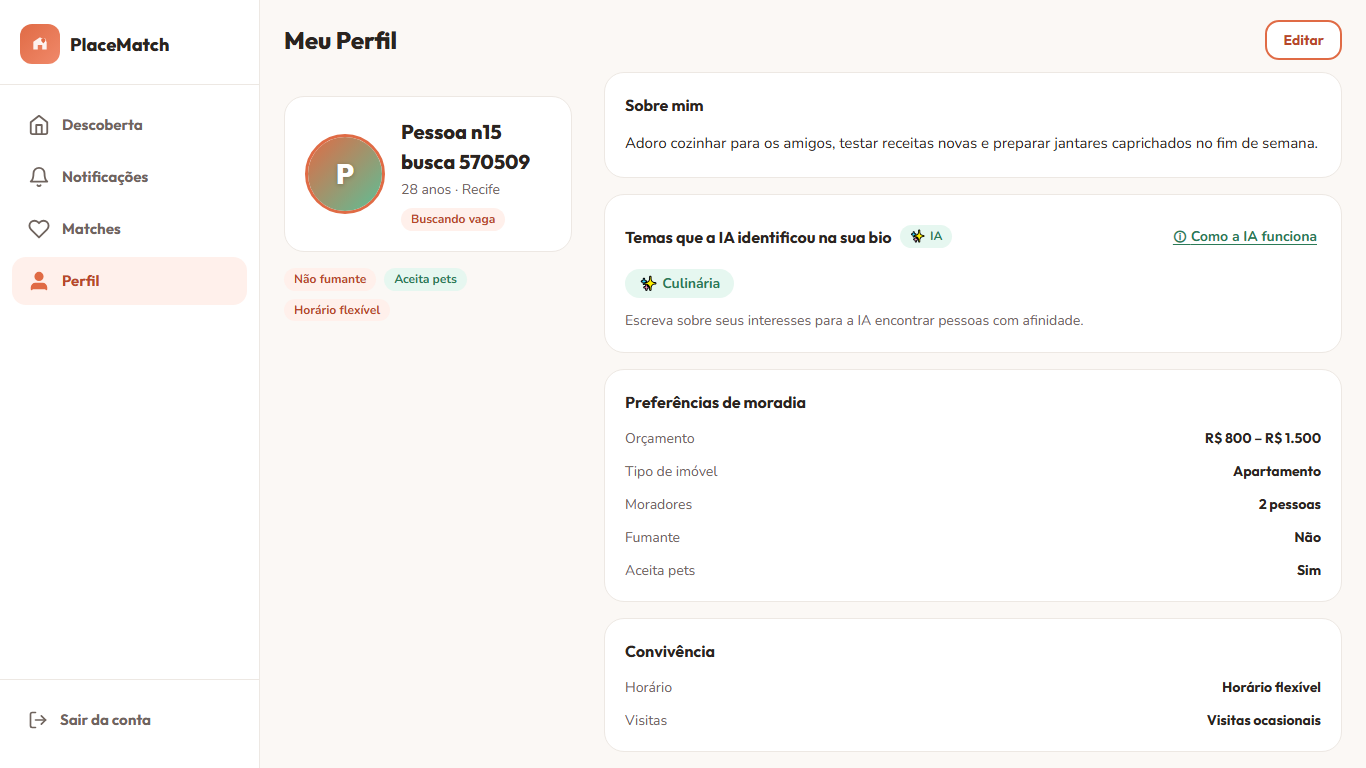 PlaceMatch
Descoberta
Notificações
Matches
Perfil
Sair da conta
Meu Perfil
Editar
P
Pessoa n15
busca 570509
28 anos · Recife
Buscando vaga
Não fumante
Aceita pets
Horário flexível
Sobre mim
Adoro cozinhar para os amigos, testar receitas novas e preparar jantares caprichados no fim de semana.
Temas que a IA identificou na sua bio
✨ IA
ⓘ Como a IA funciona
✨ Culinária
Escreva sobre seus interesses para a IA encontrar pessoas com afinidade.
Preferências de moradia
Orçamento R$ 800 – R$ 1.500
Tipo de imóvel Apartamento
Moradores 2 pessoas
Fumante Não
Aceita pets Sim
Convivência
Horário Horário flexível
Visitas Visitas ocasionais